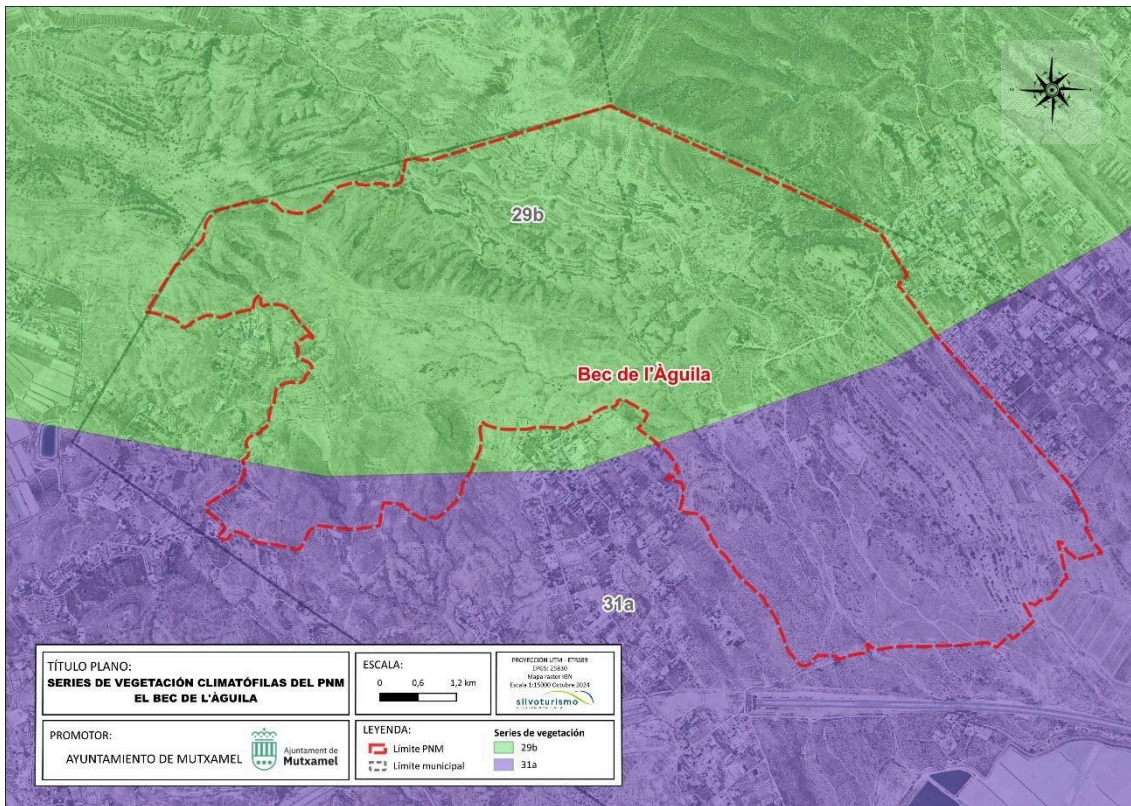 29b
Bec de l'Àguila
31a
TÍTULO PLANO:
SERIES DE VEGETACIÓN CLIMATÓFILAS DEL PNM
EL BEC DE L'ÀGUILA
ESCALA:
0 0,6 1,2 km
PROYECCIÓN UTM - ETRS89
EPGS: 25830
Mapa raster IGN
Escala 1:15000 Octubre 2024
silvoturismo
PROMOTOR:
AYUNTAMIENTO DE MUTXAMEL
Ajuntament de
Mutxamel
LEYENDA:
Límite PNM
Límite municipal
Series de vegetación
29b
31a